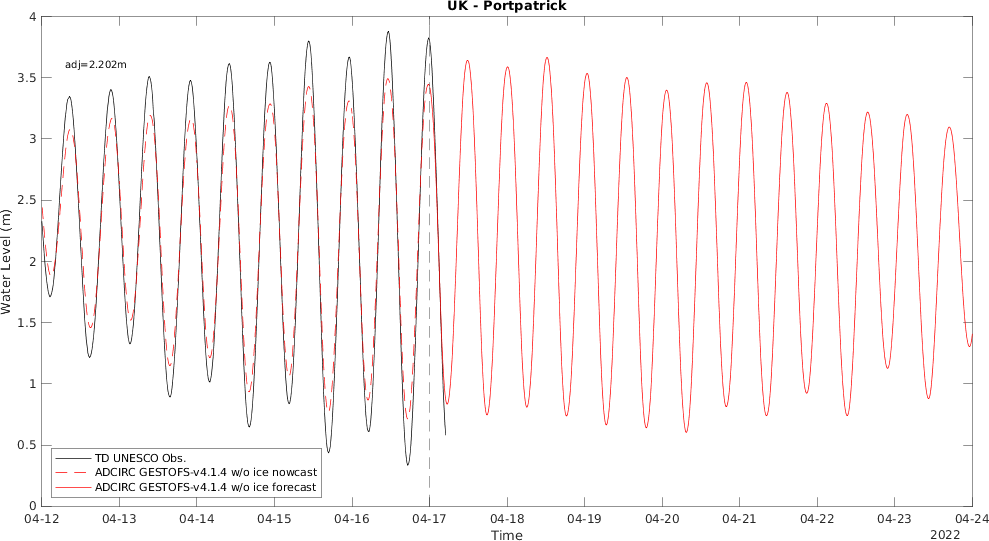 UK - Portpatrick
adj=2.202m
Water Level (m)
4
3.5
3
2.5
2
1.5
1
0.5
0
TD UNESCO Obs.
ADCIRC GESTOFS-v4.1.4 w/o ice nowcast
ADCIRC GESTOFS-v4.1.4 w/o ice forecast
04-12 04-13 04-14 04-15 04-16 04-17 04-18 04-19 04-20 04-21 04-22 04-23 04-24
Time
2022